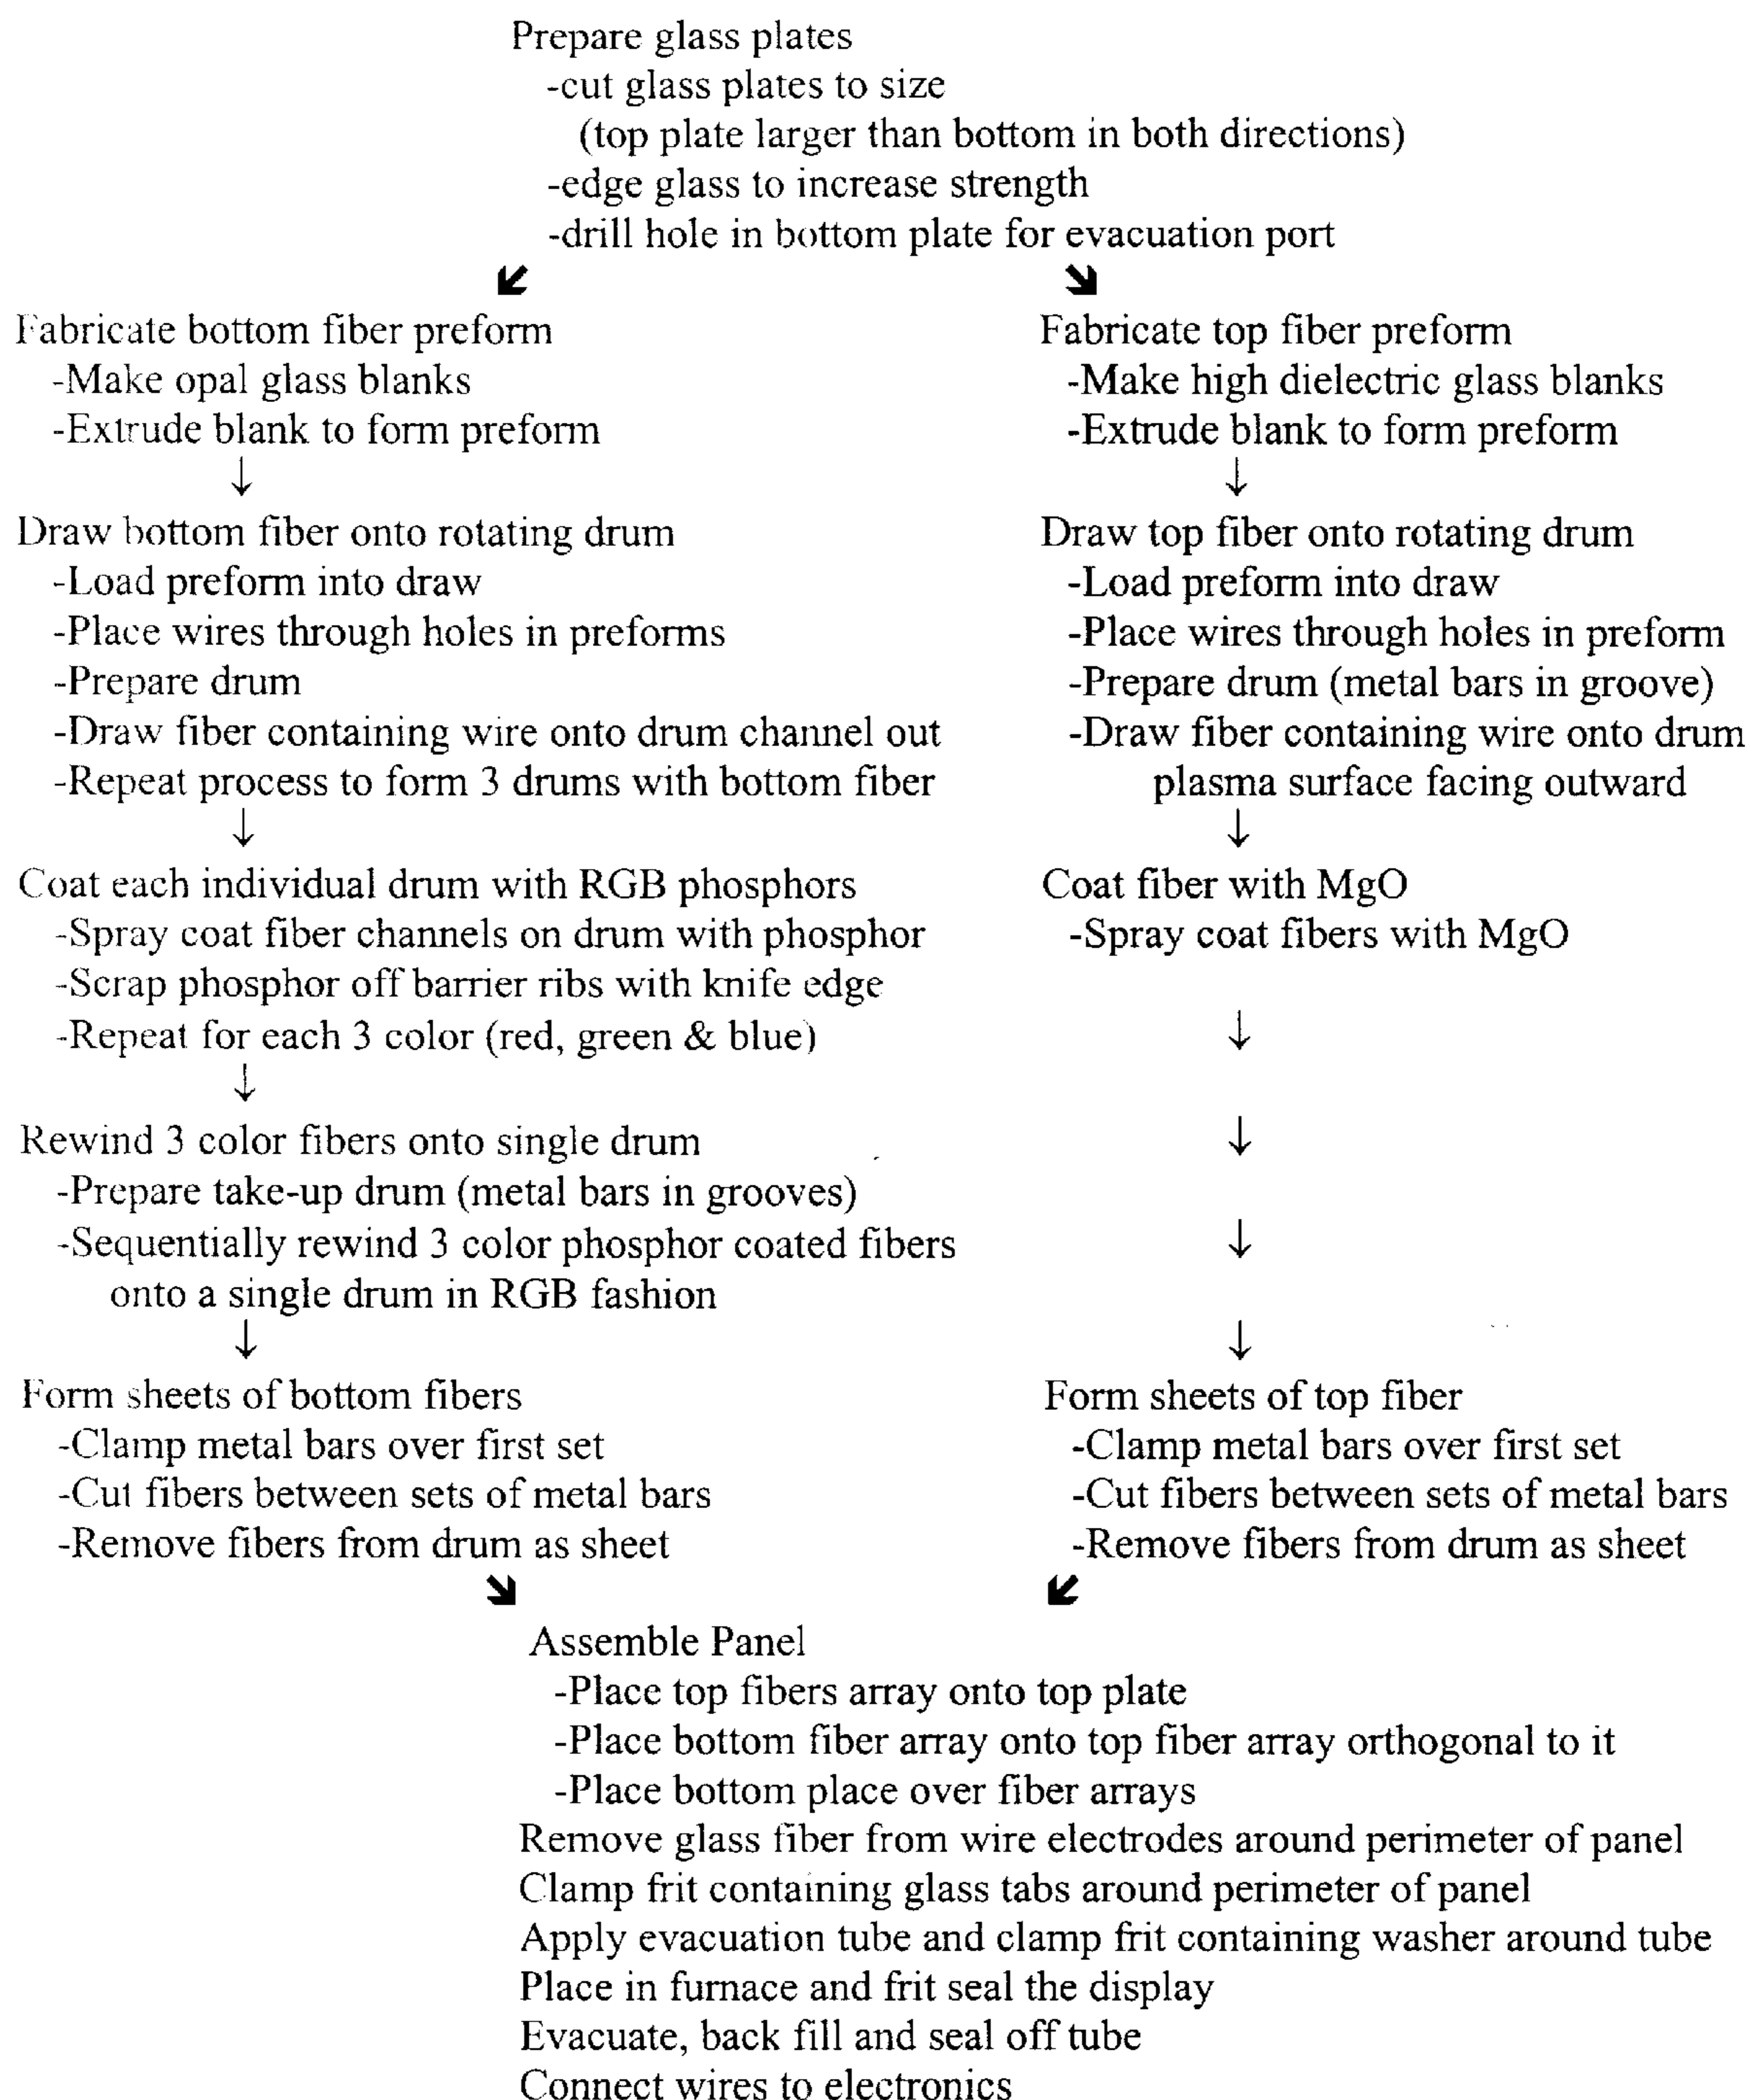 Prepare glass plates
-cut glass plates to size
(top plate larger than bottom in both directions)
-edge glass to increase strength
-drill hole in bottom plate for evacuation port
Fabricate bottom fiber preform
-Make opal glass blanks
-Extrude blank to form preform
Draw bottom fiber onto rotating drum
-Load preform into draw
-Place wires through holes in preforms
-Prepare drum
-Draw fiber containing wire onto drum channel out
-Repeat process to form 3 drums with bottom fiber
Coat each individual drum with RGB phosphors
-Spray coat fiber channels on drum with phosphor
-Scrap phosphor off barrier ribs with knife edge
-Repeat for each 3 color (red, green & blue)
Rewind 3 color fibers onto single drum
-Prepare take-up drum (metal bars in grooves)
-Sequentially rewind 3 color phosphor coated fibers
onto a single drum in RGB fashion
Form sheets of bottom fibers
-Clamp metal bars over first set
-Cut fibers between sets of metal bars
-Remove fibers from drum as sheet
Fabricate top fiber preform
-Make high dielectric glass blanks
-Extrude blank to form preform
Draw top fiber onto rotating drum
-Load preform into draw
-Place wires through holes in preform
-Prepare drum (metal bars in groove)
-Draw fiber containing wire onto drum
plasma surface facing outward
Coat fiber with MgO
-Spray coat fibers with MgO
Form sheets of top fiber
-Clamp metal bars over first set
-Cut fibers between sets of metal bars
-Remove fibers from drum as sheet
Assemble Panel
-Place top fibers array onto top plate
-Place bottom fiber array onto top fiber array orthogonal to it
-Place bottom place over fiber arrays
Remove glass fiber from wire electrodes around perimeter of panel
Clamp frit containing glass tabs around perimeter of panel
Apply evacuation tube and clamp frit containing washer around tube
Place in furnace and frit seal the display
Evacuate, back fill and seal off tube
Connect wires to electronics